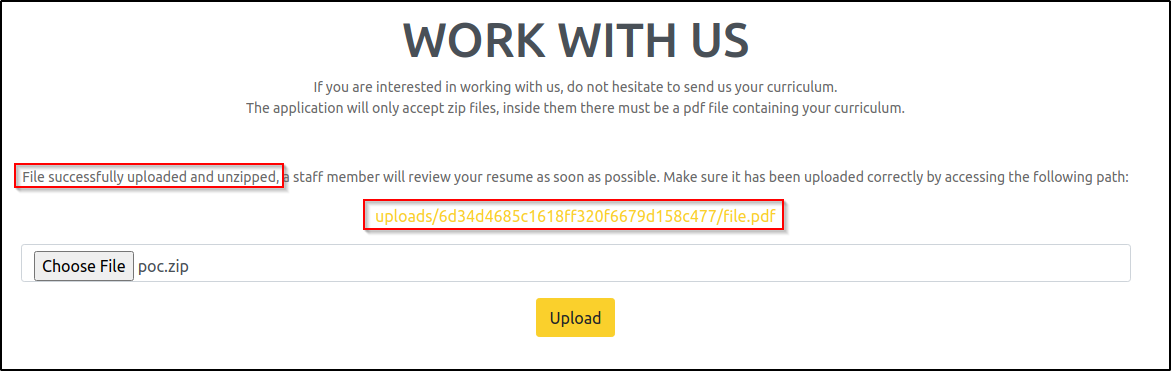 WORK WITH US
If you are interested in working with us, do not hesitate to send us your curriculum.
The application will only accept zip files, inside them there must be a pdf file containing your curriculum.
File successfully uploaded and unzipped, a staff member will review your resume as soon as possible. Make sure it has been uploaded correctly by accessing the following path:
uploads/6d34d4685c1618ff320f6679d158c477/file.pdf
Choose File poc.zip
Upload